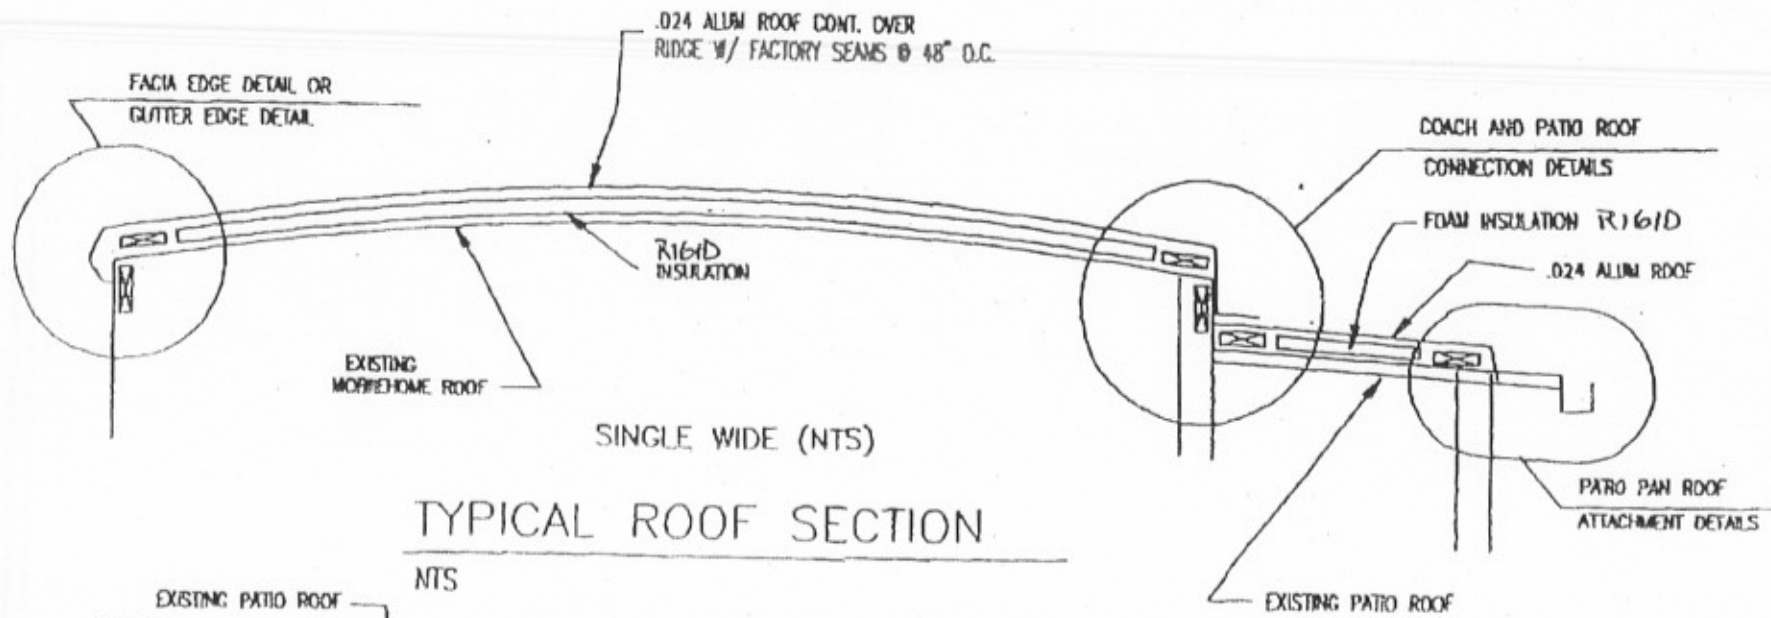 .024 ALUM ROOF CONT. OVER
RIDGE W/ FACTORY SEAMS @ 48" O.C.
FACIA EDGE DETAIL OR
GUTTER EDGE DETAIL
COACH AND PATIO ROOF
CONNECTION DETAILS
FOAM INSULATION RIGID
.024 ALUM ROOF
RIGID
INSULATION
EXISTING
MOBILEHOME ROOF
SINGLE WIDE (NTS)
PATIO PAN ROOF
ATTACHMENT DETAILS
TYPICAL ROOF SECTION
NTS
EXISTING PATIO ROOF
EXISTING PATIO ROOF